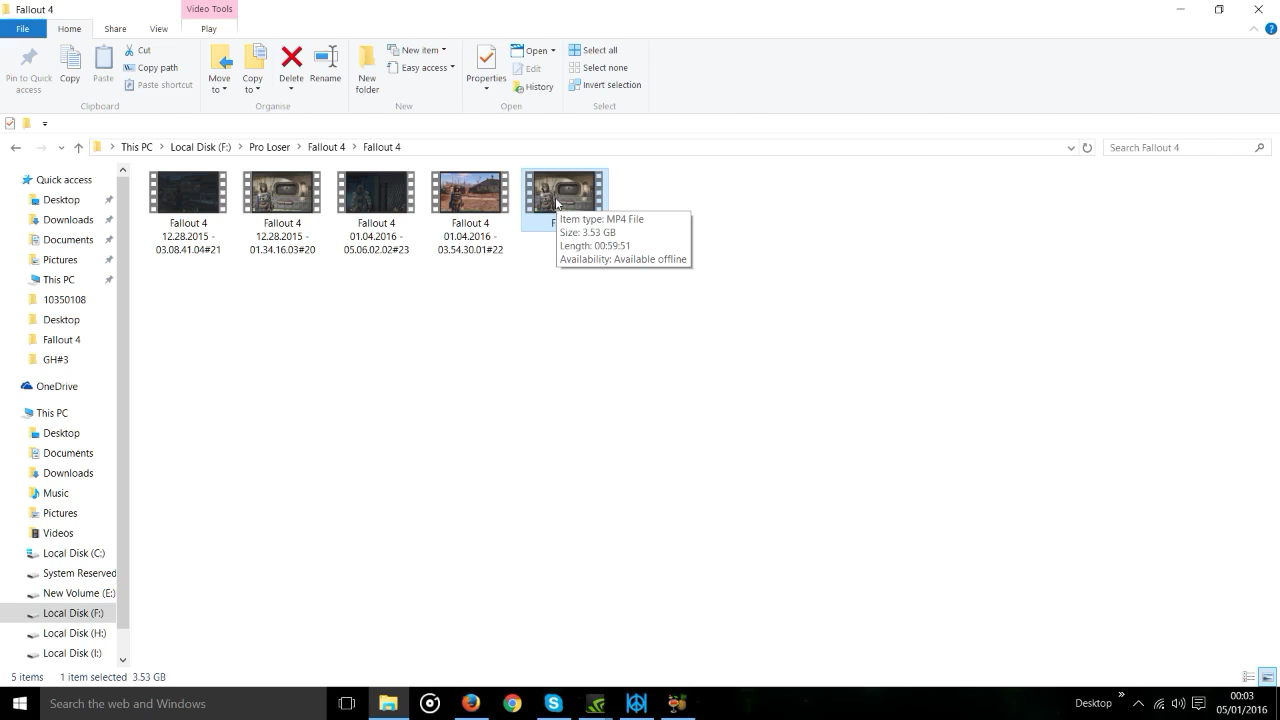 Fallout 4
Video Tools
File
Home
Share
View
Play
Pin to Quick
access
Copy
Paste
Cut
Copy path
Paste shortcut
Move
to
Copy
to
Delete
Rename
New
folder
New item
Easy access
Properties
Open
Edit
History
Select all
Select none
Invert selection
Clipboard
Organise
New
Open
Select
This PC
Local Disk (F:)
Pro Loser
Fallout 4
Fallout 4
Search Fallout 4
Quick access
Desktop
Downloads
Documents
Pictures
This PC
10350108
Desktop
Fallout 4
GH#3
OneDrive
This PC
Desktop
Documents
Downloads
Music
Pictures
Videos
Local Disk (C:)
System Reserved
New Volume (E:)
Local Disk (F:)
Local Disk (H:)
Local Disk (I:)
Fallout 4
12.28.2015 -
03.08.41.04#21
Fallout 4
12.28.2015 -
01.34.16.03#20
Fallout 4
01.04.2016 -
05.06.02.02#23
Fallout 4
01.04.2016 -
03.54.30.01#22
F
Item type: MP4 File
Size: 3.53 GB
Length: 00:59:51
Availability: Available offline
5 items
1 item selected 3.53 GB
Search the web and Windows
Desktop
»
00:03
05/01/2016